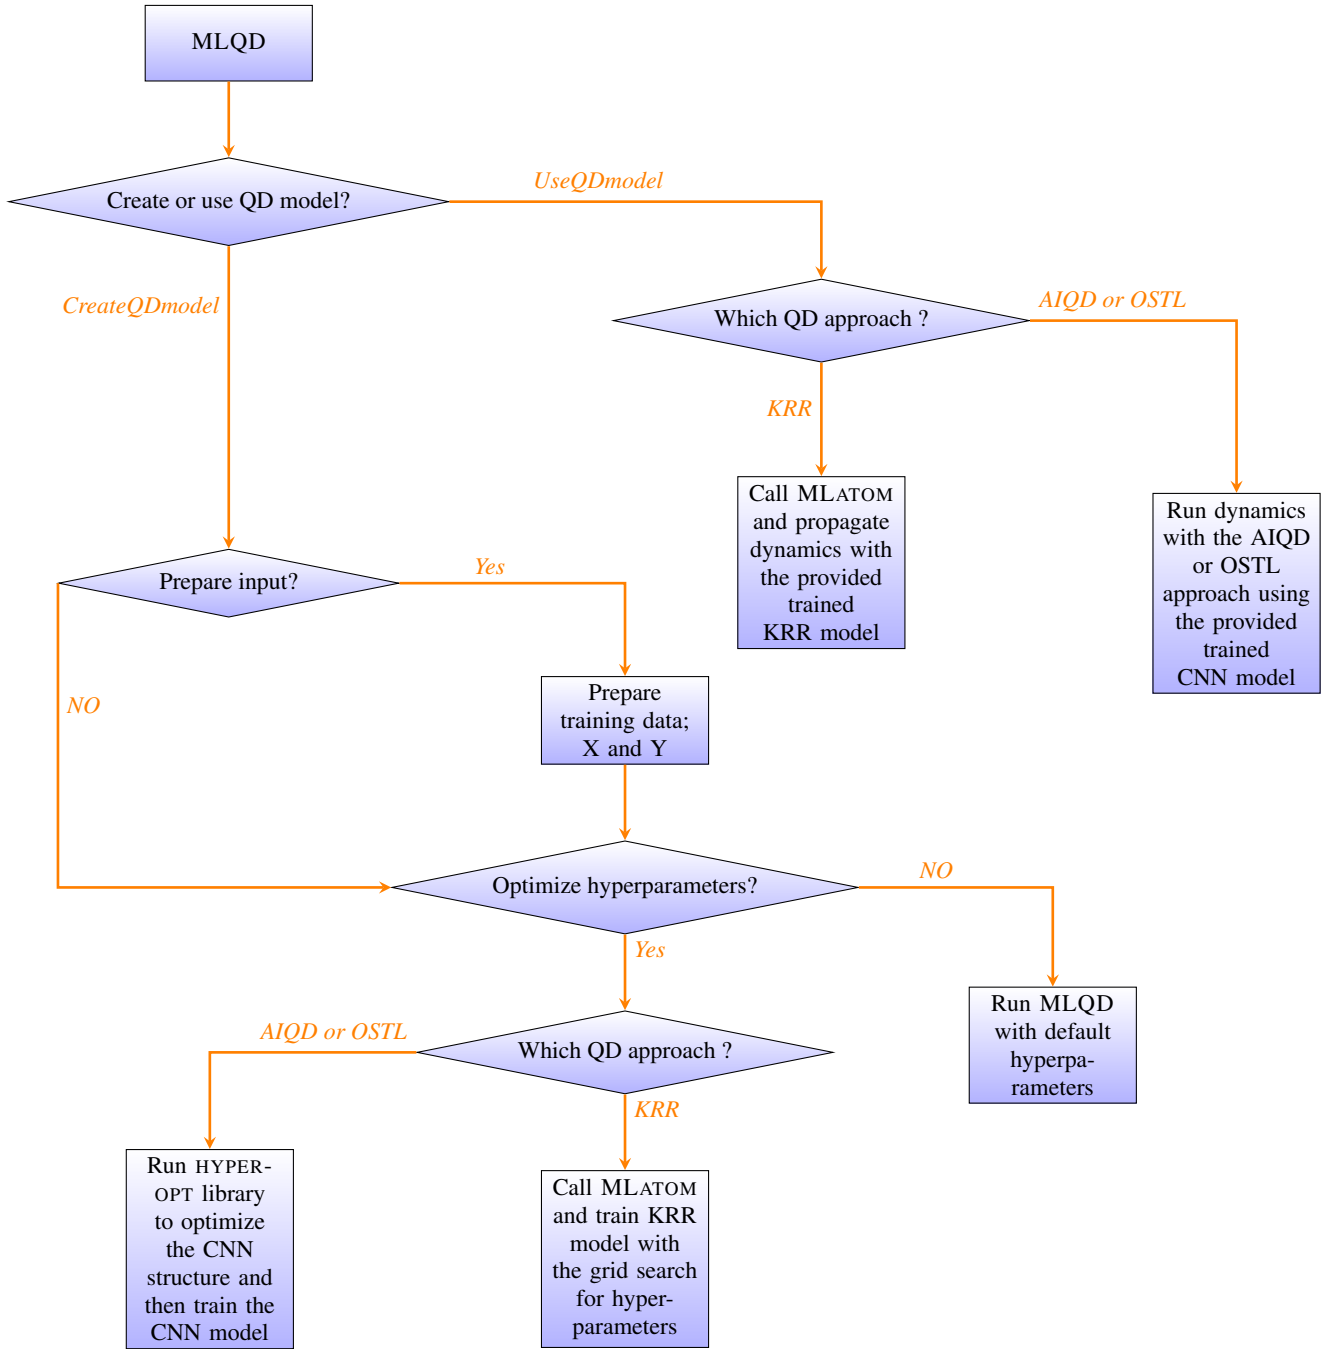 MLQD
Create or use QD model?
UseQDmodel
CreateQDmodel
Which QD approach ?
AIQD or OSTL
KRR
Call MLATOM
and propagate
dynamics with
the provided
trained
KRR model
Run dynamics
with the AIQD
or OSTL
approach using
the provided
trained
CNN model
Prepare input?
Yes
NO
Prepare
training data;
X and Y
Optimize hyperparameters?
NO
Yes
Run MLQD
with default
hyperpa-
rameters
Which QD approach ?
AIQD or OSTL
KRR
Run HYPER-
OPT library
to optimize
the CNN
structure and
then train the
CNN model
Call MLATOM
and train KRR
model with
the grid search
for hyper-
parameters